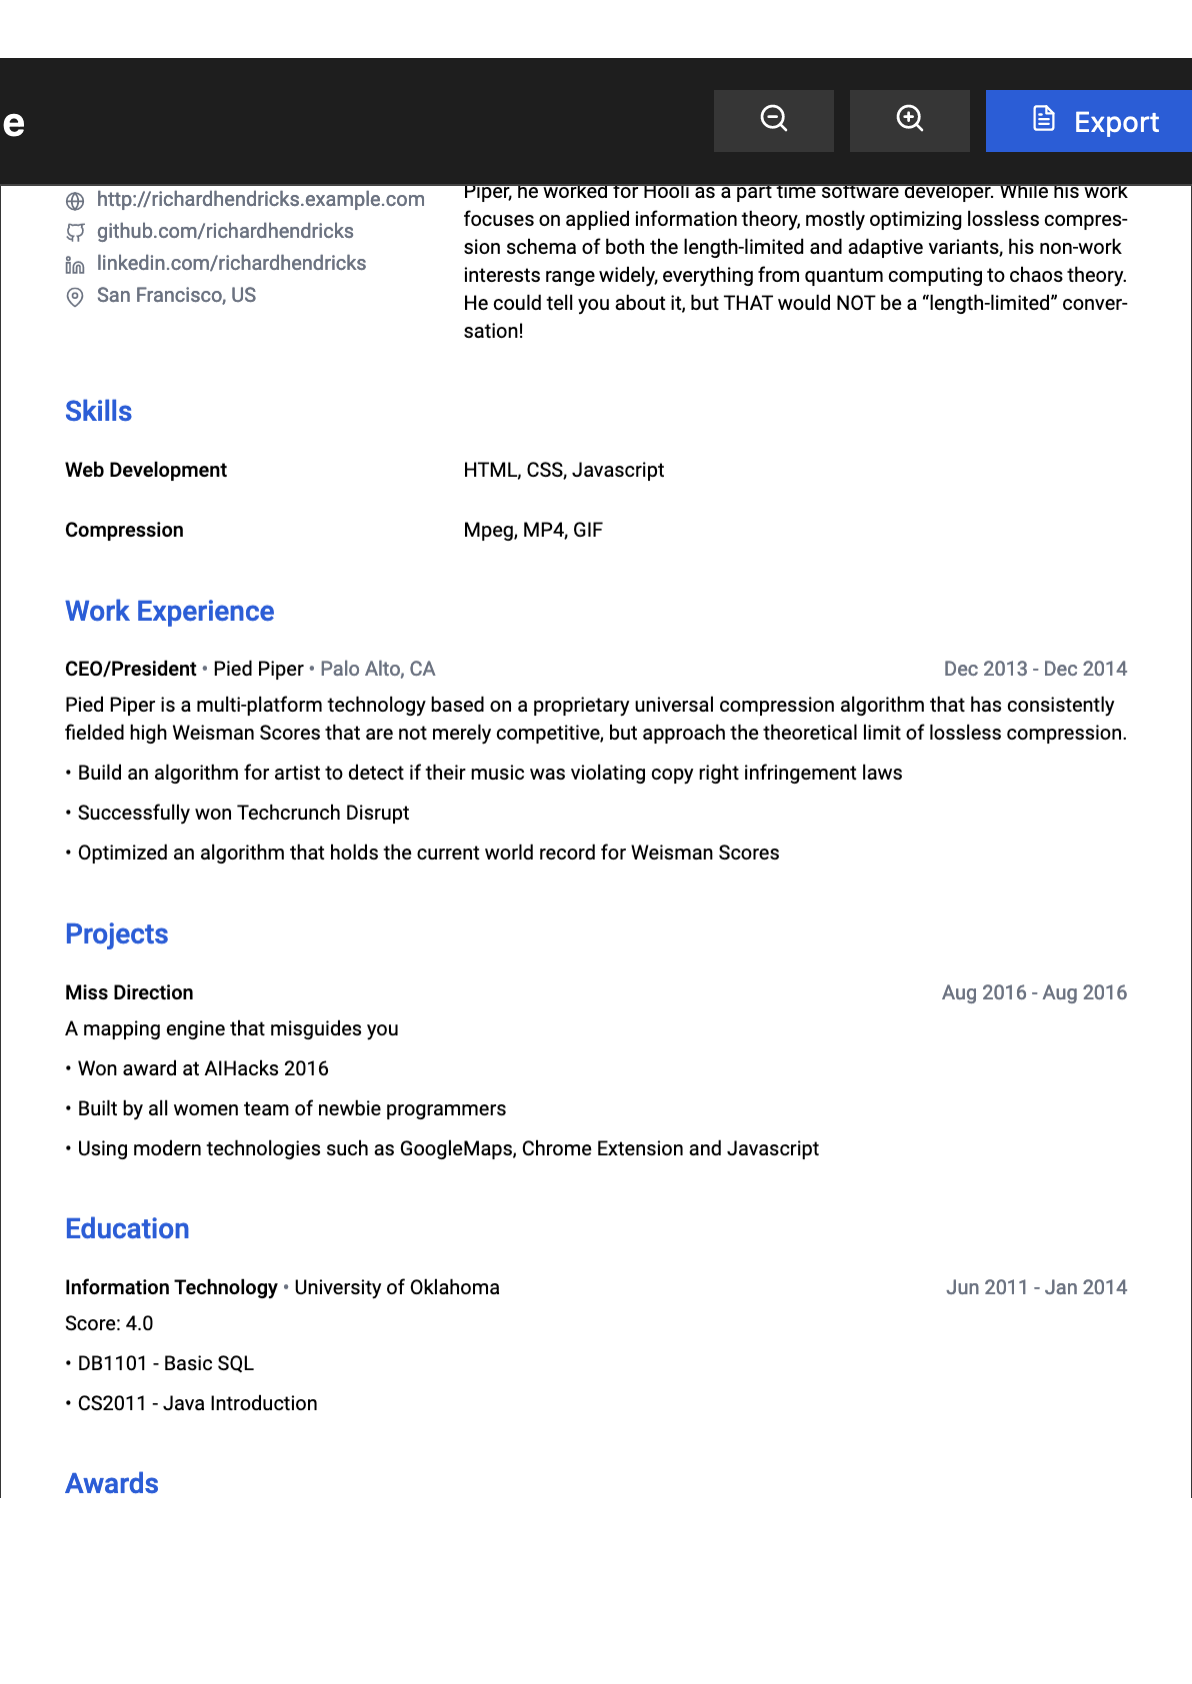 e
Export
http://richardhendricks.example.com
github.com/richardhendricks
linkedin.com/richardhendricks
San Francisco, US
Piper, he worked for Hooli as a part time software developer. While his work
focuses on applied information theory, mostly optimizing lossless compres-
sion schema of both the length-limited and adaptive variants, his non-work
interests range widely, everything from quantum computing to chaos theory.
He could tell you about it, but THAT would NOT be a “length-limited” conver-
sation!
Skills
Web Development HTML, CSS, Javascript
Compression Mpeg, MP4, GIF
Work Experience
CEO/President • Pied Piper • Palo Alto, CA Dec 2013 - Dec 2014
Pied Piper is a multi-platform technology based on a proprietary universal compression algorithm that has consistently
fielded high Weisman Scores that are not merely competitive, but approach the theoretical limit of lossless compression.
• Build an algorithm for artist to detect if their music was violating copy right infringement laws
• Successfully won Techcrunch Disrupt
• Optimized an algorithm that holds the current world record for Weisman Scores
Projects
Miss Direction Aug 2016 - Aug 2016
A mapping engine that misguides you
• Won award at AIHacks 2016
• Built by all women team of newbie programmers
• Using modern technologies such as GoogleMaps, Chrome Extension and Javascript
Education
Information Technology • University of Oklahoma Jun 2011 - Jan 2014
Score: 4.0
• DB1101 - Basic SQL
• CS2011 - Java Introduction
Awards